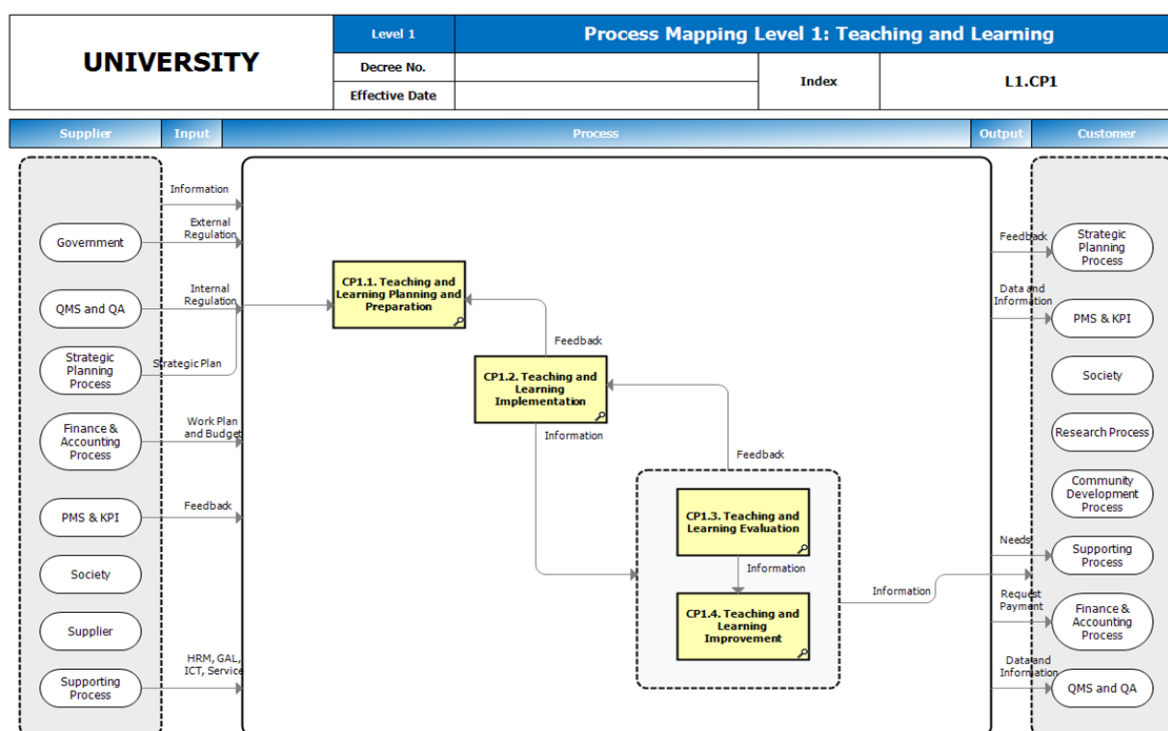 UNIVERSITY
Level 1
Process Mapping Level 1: Teaching and Learning
Decree No.
Effective Date
Index
L1.CP1
Supplier
Input
Process
Output
Customer
Information
External
Regulation
Government
Internal
Regulation
QMS and QA
Strategic
Planning
Process
Strategic Plan
Finance &
Accounting
Process
Work Plan
and Budget
PMS & KPI
Feedback
Society
Supplier
HRM, GAL,
ICT, Service
Supporting
Process
CP1.1. Teaching and
Learning Planning and
Preparation
Feedback
CP1.2. Teaching and
Learning
Implementation
Information
Feedback
CP1.3. Teaching and
Learning Evaluation
Information
CP1.4. Teaching and
Learning
Improvement
Information
Feedback
Strategic
Planning
Process
Data and
Information
PMS & KPI
Society
Research Process
Community
Development
Process
Needs
Supporting
Process
Request
Payment
Finance &
Accounting
Process
Data and
Information
QMS and QA